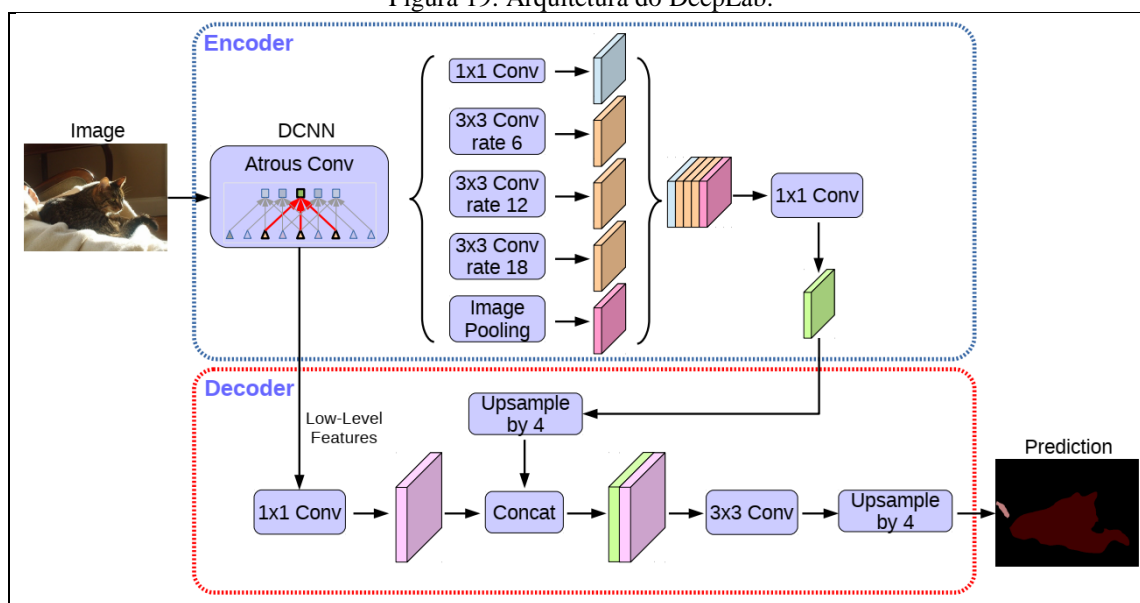 Figura 19: Arquitetura do DeepLab.
Encoder
Image
DCNN
Atrous Conv
1x1 Conv
3x3 Conv
rate 6
3x3 Conv
rate 12
3x3 Conv
rate 18
Image
Pooling
1x1 Conv
Decoder
Low-Level
Features
Upsample
by 4
1x1 Conv
Concat
3x3 Conv
Upsample
by 4
Prediction